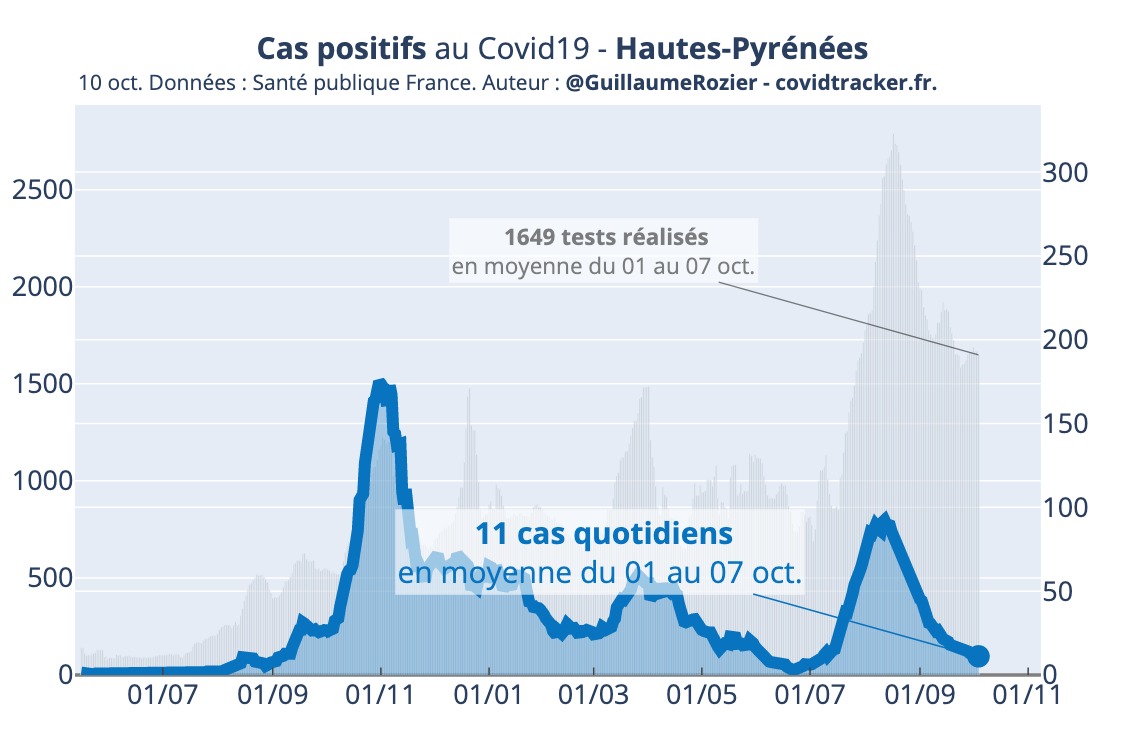 Cas positifs au Covid19 - Hautes-Pyrénées
10 oct. Données : Santé publique France. Auteur : @GuillaumeRozier - covidtracker.fr.
2500
2000
1500
1000
500
0
300
250
200
150
100
50
0
1649 tests réalisés
en moyenne du 01 au 07 oct.
11 cas quotidiens
en moyenne du 01 au 07 oct.
01/07 01/09 01/11 01/01 01/03 01/05 01/07 01/09 01/11